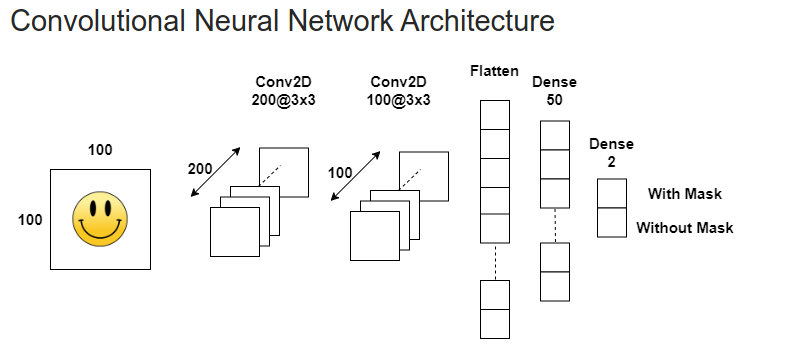 Convolutional Neural Network Architecture
100
100
Conv2D
200@3x3
200
Conv2D
100@3x3
100
Flatten
Dense
50
Dense
2
With Mask
Without Mask